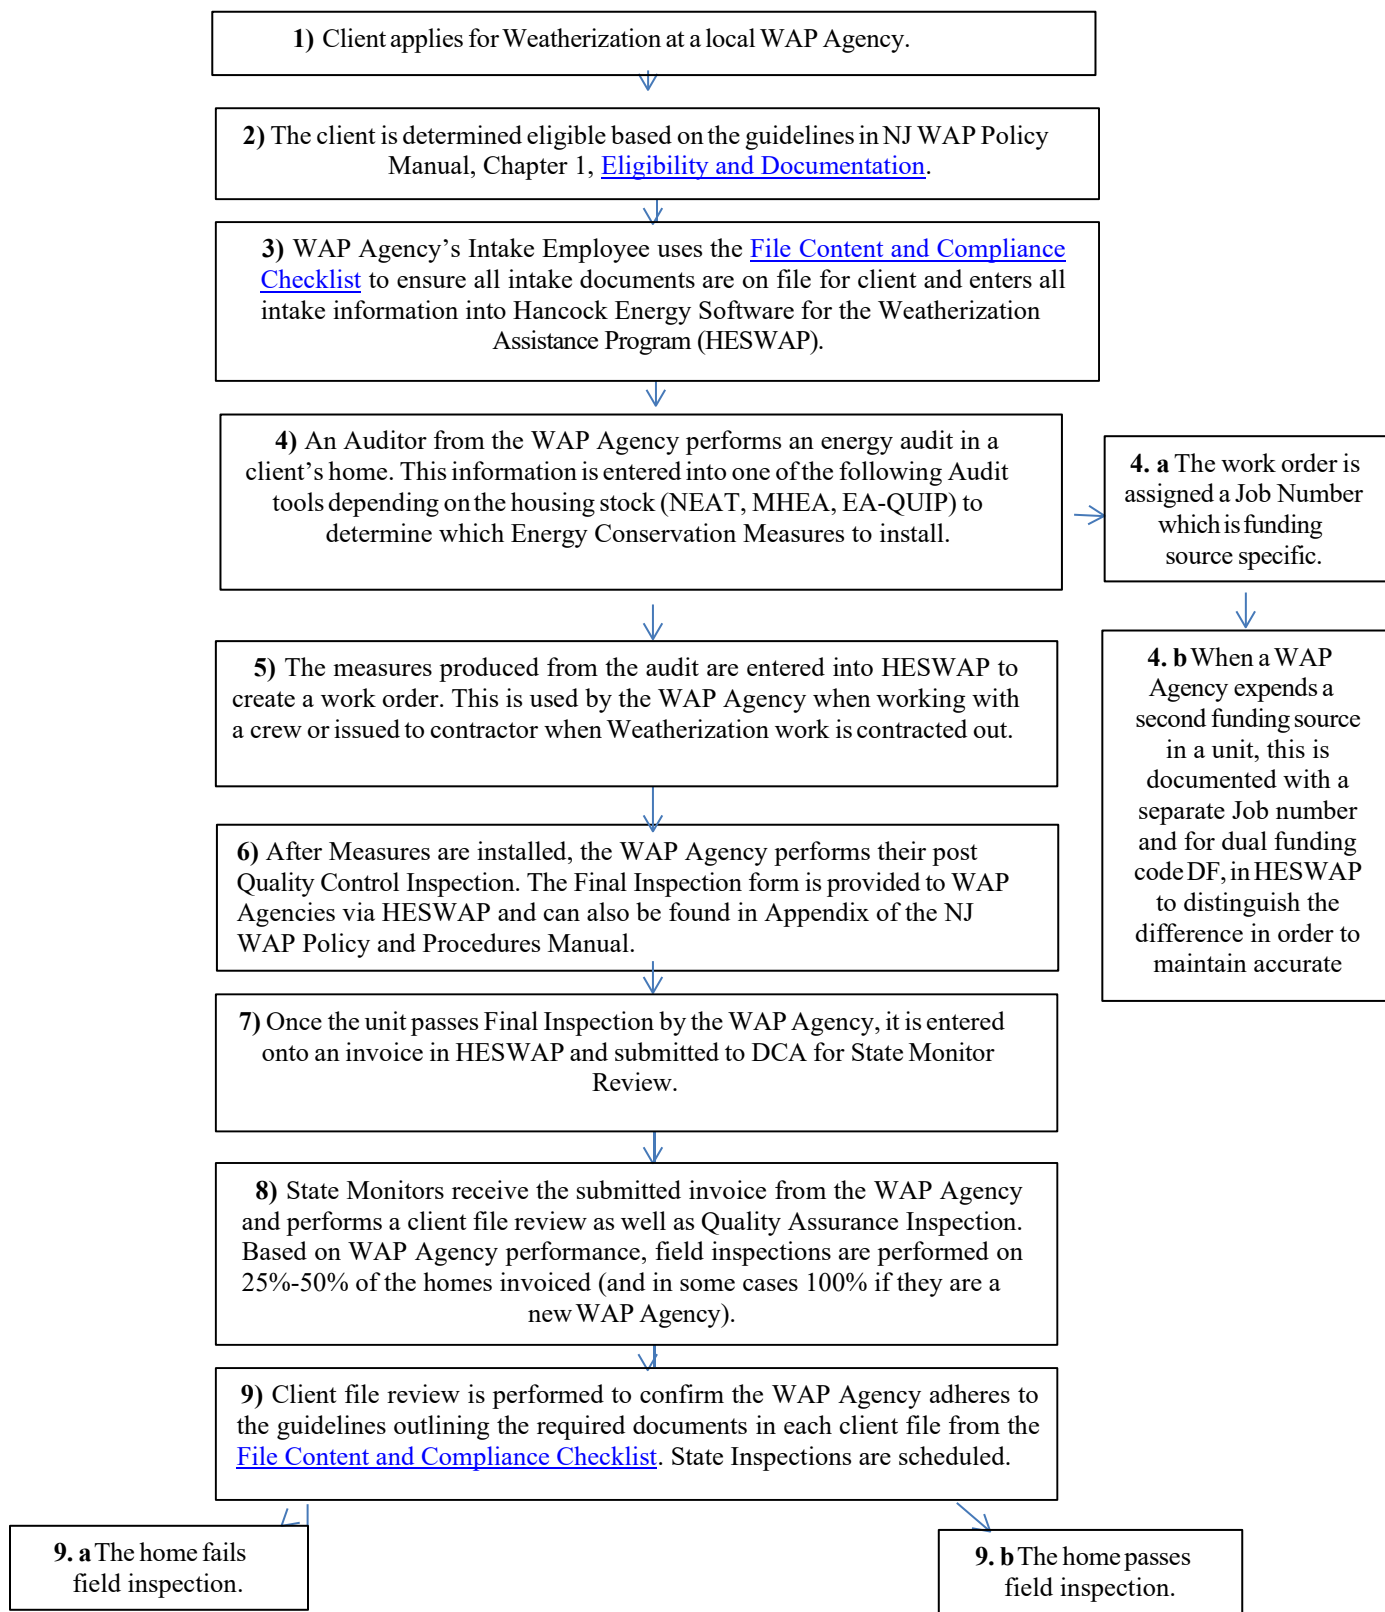 1) Client applies for Weatherization at a local WAP Agency.
2) The client is determined eligible based on the guidelines in NJ WAP Policy
Manual, Chapter 1, Eligibility and Documentation.
3) WAP Agency’s Intake Employee uses the File Content and Compliance
Checklist to ensure all intake documents are on file for client and enters all
intake information into Hancock Energy Software for the Weatherization
Assistance Program (HESWAP).
4) An Auditor from the WAP Agency performs an energy audit in a
client’s home. This information is entered into one of the following Audit
tools depending on the housing stock (NEAT, MHEA, EA-QUIP) to
determine which Energy Conservation Measures to install.
4. a The work order is
assigned a Job Number
which is funding
source specific.
4. b When a WAP
Agency expends a
second funding source
in a unit, this is
documented with a
separate Job number
and for dual funding
code DF, in HESWAP
to distinguish the
difference in order to
maintain accurate
5) The measures produced from the audit are entered into HESWAP to
create a work order. This is used by the WAP Agency when working with
a crew or issued to contractor when Weatherization work is contracted out.
6) After Measures are installed, the WAP Agency performs their post
Quality Control Inspection. The Final Inspection form is provided to WAP
Agencies via HESWAP and can also be found in Appendix of the NJ
WAP Policy and Procedures Manual.
7) Once the unit passes Final Inspection by the WAP Agency, it is entered
onto an invoice in HESWAP and submitted to DCA for State Monitor
Review.
8) State Monitors receive the submitted invoice from the WAP Agency
and performs a client file review as well as Quality Assurance Inspection.
Based on WAP Agency performance, field inspections are performed on
25%-50% of the homes invoiced (and in some cases 100% if they are a
new WAP Agency).
9) Client file review is performed to confirm the WAP Agency adheres to
the guidelines outlining the required documents in each client file from the
File Content and Compliance Checklist. State Inspections are scheduled.
9. a The home fails
field inspection.
9. b The home passes
field inspection.